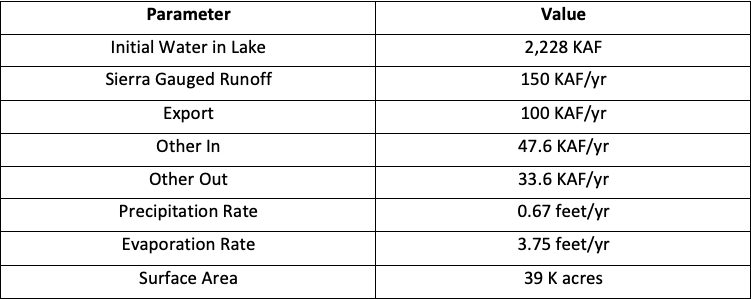 Parameter Value
Initial Water in Lake 2,228 KAF
Sierra Gauged Runoff 150 KAF/yr
Export 100 KAF/yr
Other In 47.6 KAF/yr
Other Out 33.6 KAF/yr
Precipitation Rate 0.67 feet/yr
Evaporation Rate 3.75 feet/yr
Surface Area 39 K acres